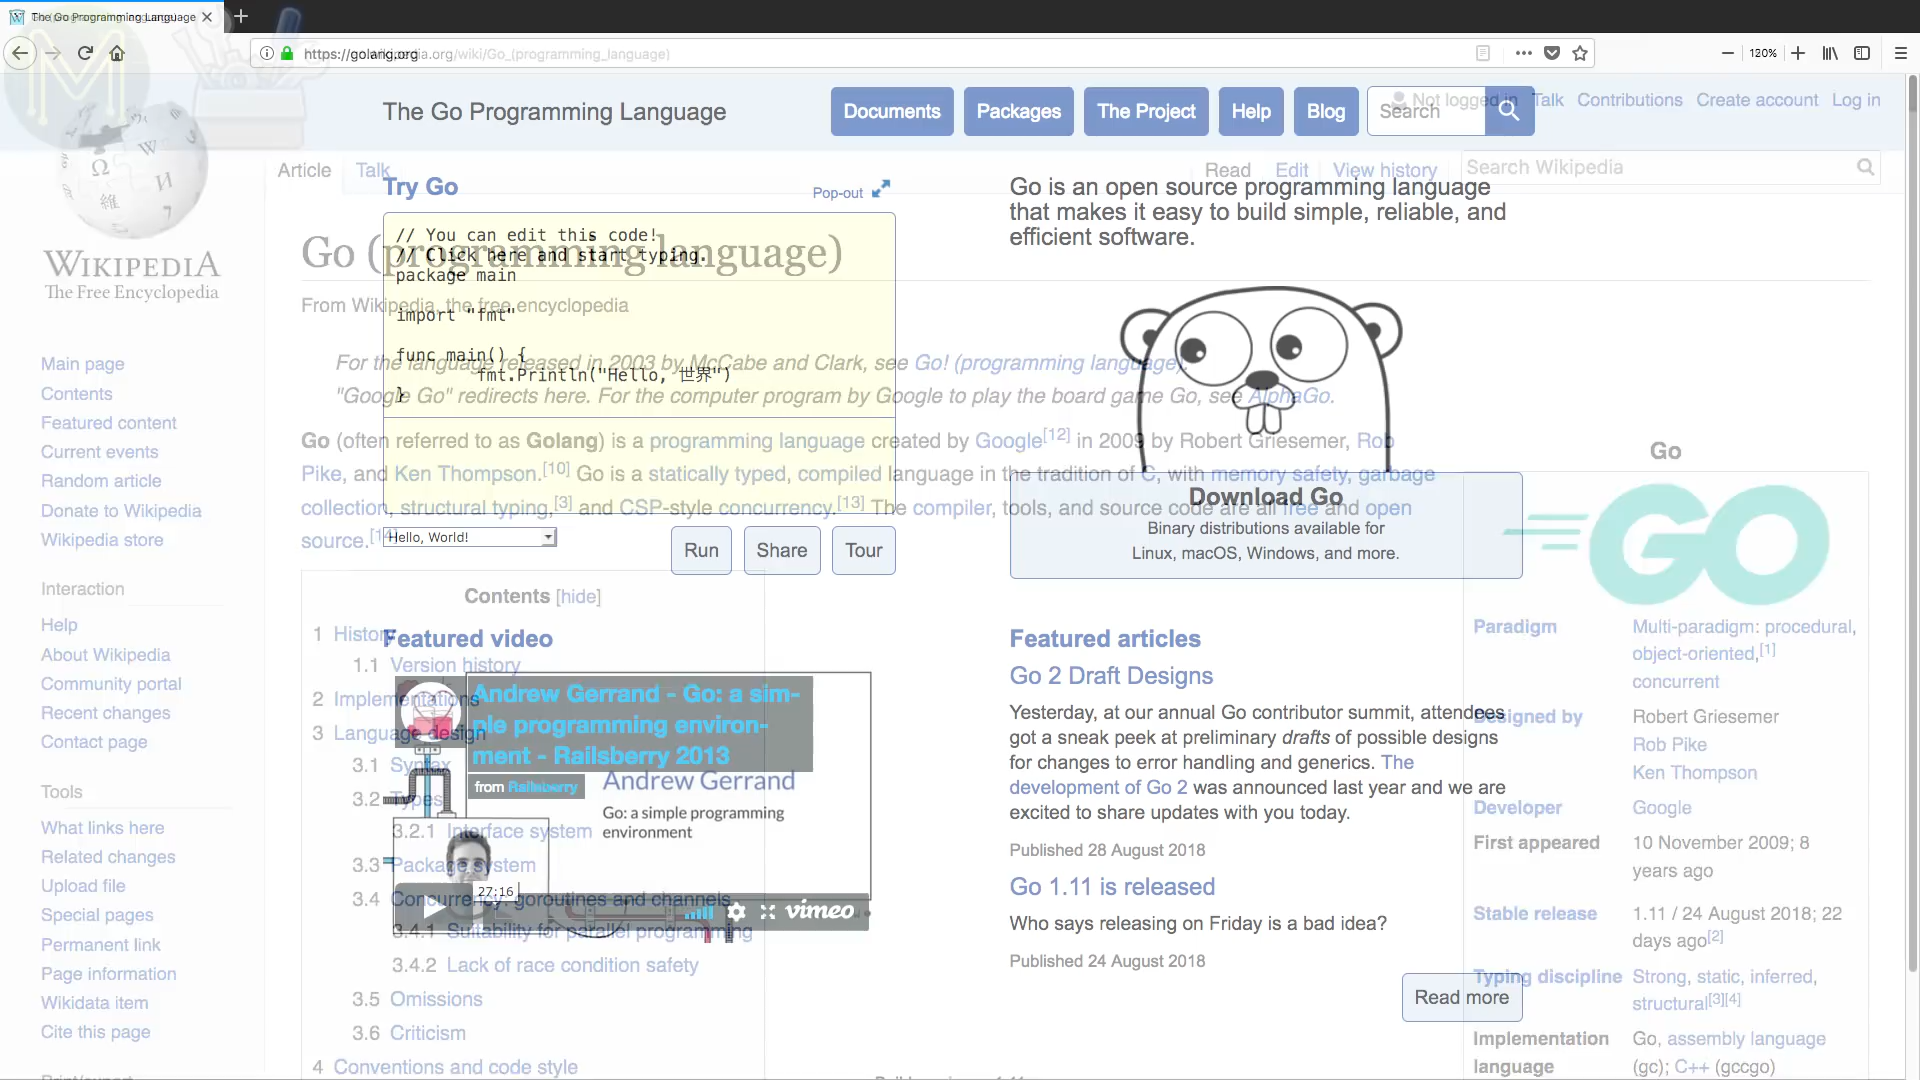 The Go Programming Language
120%
The Go Programming Language
Documents
Packages
The Project
Help
Blog
Search
Not logged in
Talk
Contributions
Create account
Log in
Article
Talk
Read
Edit
View history
Search Wikipedia
WIKIPEDIA
The Free Encyclopedia
Main page
Contents
Featured content
Current events
Random article
Donate to Wikipedia
Wikipedia store
Interaction
Help
About Wikipedia
Community portal
Recent changes
Contact page
Tools
What links here
Related changes
Upload file
Special pages
Permanent link
Page information
Wikidata item
Cite this page
Try Go
Pop-out
// You can edit this code!
// Click here and start typing.
package main
import "fmt"
func main() {
fmt.Println("Hello, 世界")
}
Hello, World!
Run
Share
Tour
Go (programming language)
From Wikipedia, the free encyclopedia
For the language released in 2003 by McCabe and Clark, see Go! (programming language).
"Google Go" redirects here. For the computer program by Google to play the board game Go, see AlphaGo.
Go (often referred to as Golang) is a programming language created by Google[12] in 2009 by Robert Griesemer, Rob
Pike, and Ken Thompson.[10] Go is a statically typed, compiled language in the tradition of C, with memory safety, garbage
collection, structural typing,[3] and CSP-style concurrency.[13] The compiler, tools, and source code are all free and open
source.[14]
Contents [hide]
1 History
1.1 Version history
2 Implementations
3 Language design
3.1 Syntax
3.2 Types
3.2.1 Interface system
3.3 Package system
3.4 Concurrency: goroutines and channels
3.4.1 Suitability for parallel programming
3.4.2 Lack of race condition safety
3.5 Omissions
3.6 Criticism
4 Conventions and code style
Featured video
Andrew Gerrand - Go: a sim-
ple programming environ-
ment - Railsberry 2013
from Railsberry
Andrew Gerrand
Go: a simple programming
environment
27:16
vimeo
Go is an open source programming language
that makes it easy to build simple, reliable, and
efficient software.
Download Go
Binary distributions available for
Linux, macOS, Windows, and more.
Featured articles
Go 2 Draft Designs
Yesterday, at our annual Go contributor summit, attendees
got a sneak peek at preliminary drafts of possible designs
for changes to error handling and generics. The
development of Go 2 was announced last year and we are
excited to share updates with you today.
Published 28 August 2018
Go 1.11 is released
Who says releasing on Friday is a bad idea?
Published 24 August 2018
Read more
Go
GO
Paradigm
Multi-paradigm: procedural,
object-oriented,[1]
concurrent
Designed by
Robert Griesemer
Rob Pike
Ken Thompson
Developer
Google
First appeared
10 November 2009; 8
years ago
Stable release
1.11 / 24 August 2018; 22
days ago[2]
Typing discipline
Strong, static, inferred,
structural[3][4]
Implementation
language
Go, assembly language
(gc); C++ (gccgo)